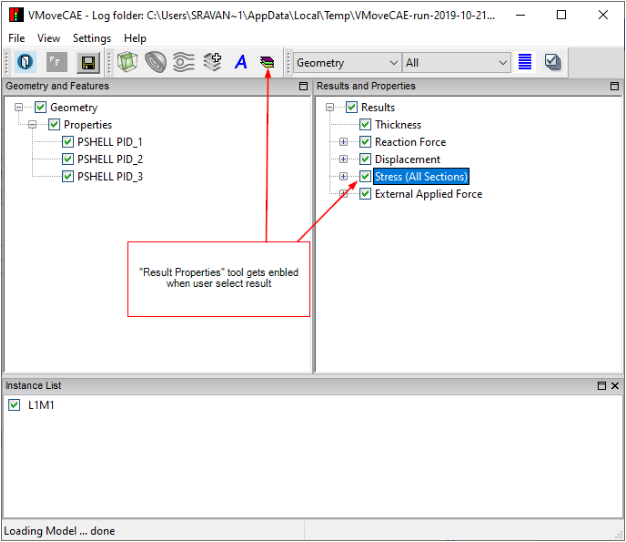 VMoveCAE - Log folder: C:\Users\SRAVAN~1\AppData\Local\Temp\VMoveCAE-run-2019-10-21...
File View Settings Help
A
Geometry All
Geometry and Features
Geometry
Properties
PSHELL PID_1
PSHELL PID_2
PSHELL PID_3
Results and Properties
Results
Thickness
Reaction Force
Displacement
Stress (All Sections)
External Applied Force
"Result Properties" tool gets enbled
when user select result
Instance List
L1M1
Loading Model ... done